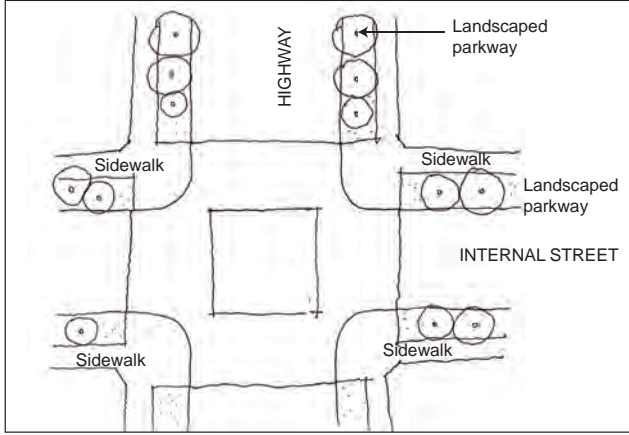 Landscaped
parkway
HIGHWAY
Sidewalk
Sidewalk
Landscaped
parkway
INTERNAL STREET
Sidewalk
Sidewalk